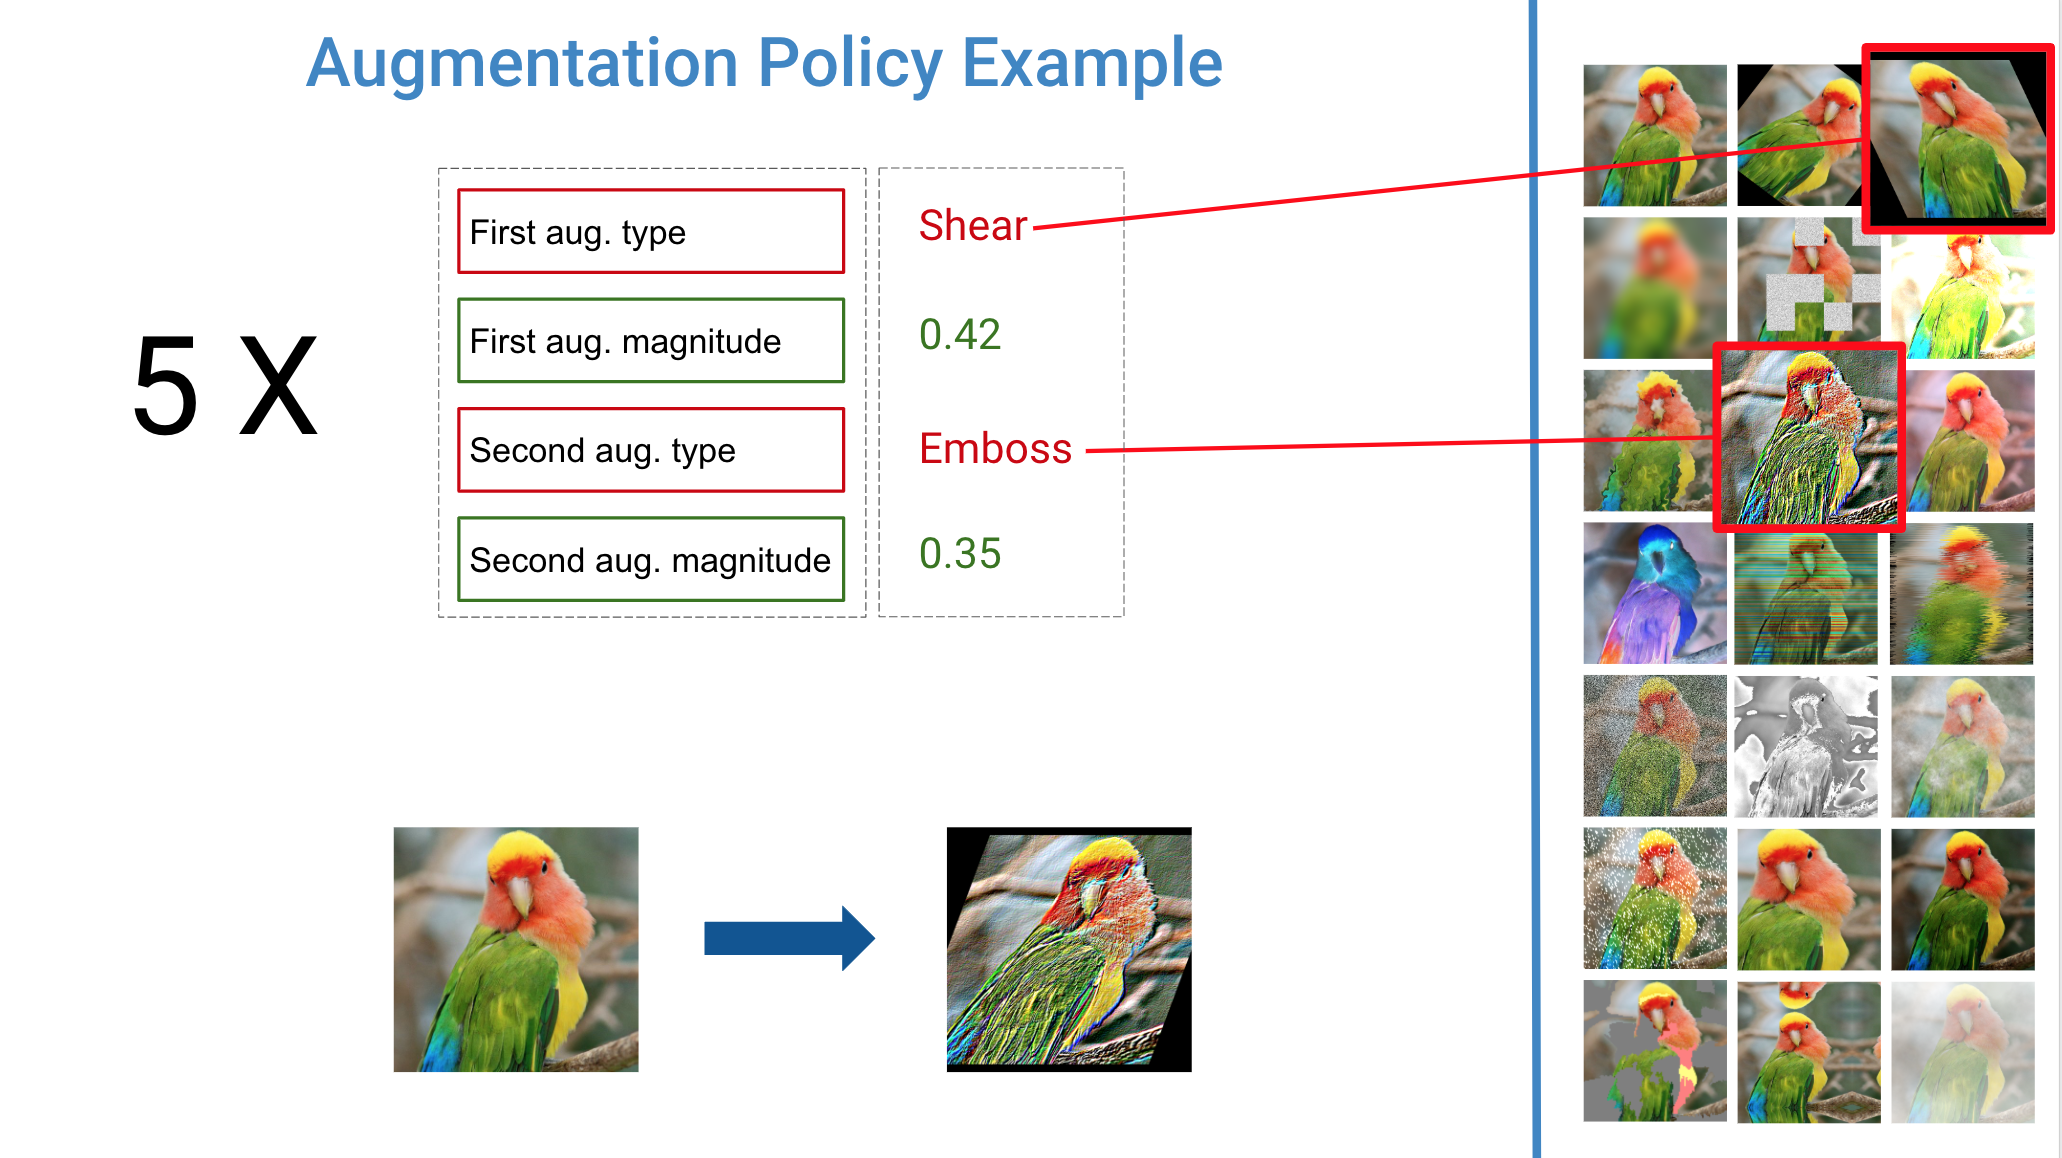 Augmentation Policy Example
5 X
First aug. type
Shear
First aug. magnitude
0.42
Second aug. type
Emboss
Second aug. magnitude
0.35